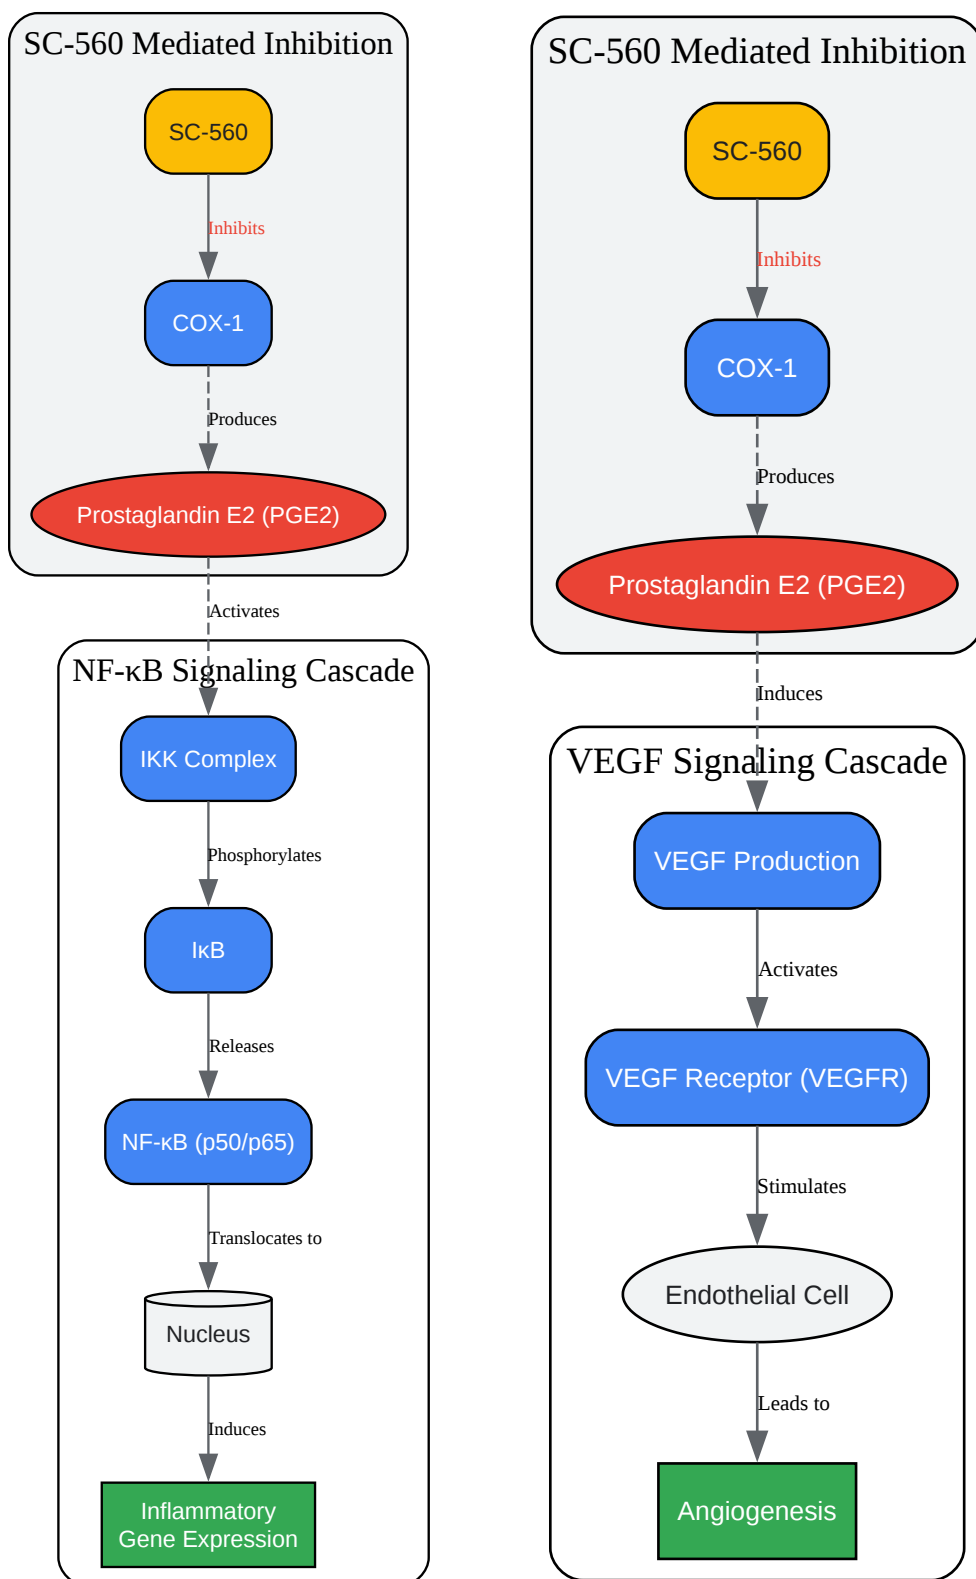 SC-560 Mediated Inhibition
SC-560
Inhibits
COX-1
Produces
Prostaglandin E2 (PGE2)
Activates
NF-κB Signaling Cascade
IKK Complex
Phosphorylates
IκB
Releases
NF-κB (p50/p65)
Translocates to
Nucleus
Induces
Inflammatory
Gene Expression
SC-560 Mediated Inhibition
SC-560
Inhibits
COX-1
Produces
Prostaglandin E2 (PGE2)
Induces
VEGF Signaling Cascade
VEGF Production
Activates
VEGF Receptor (VEGFR)
Stimulates
Endothelial Cell
Leads to
Angiogenesis